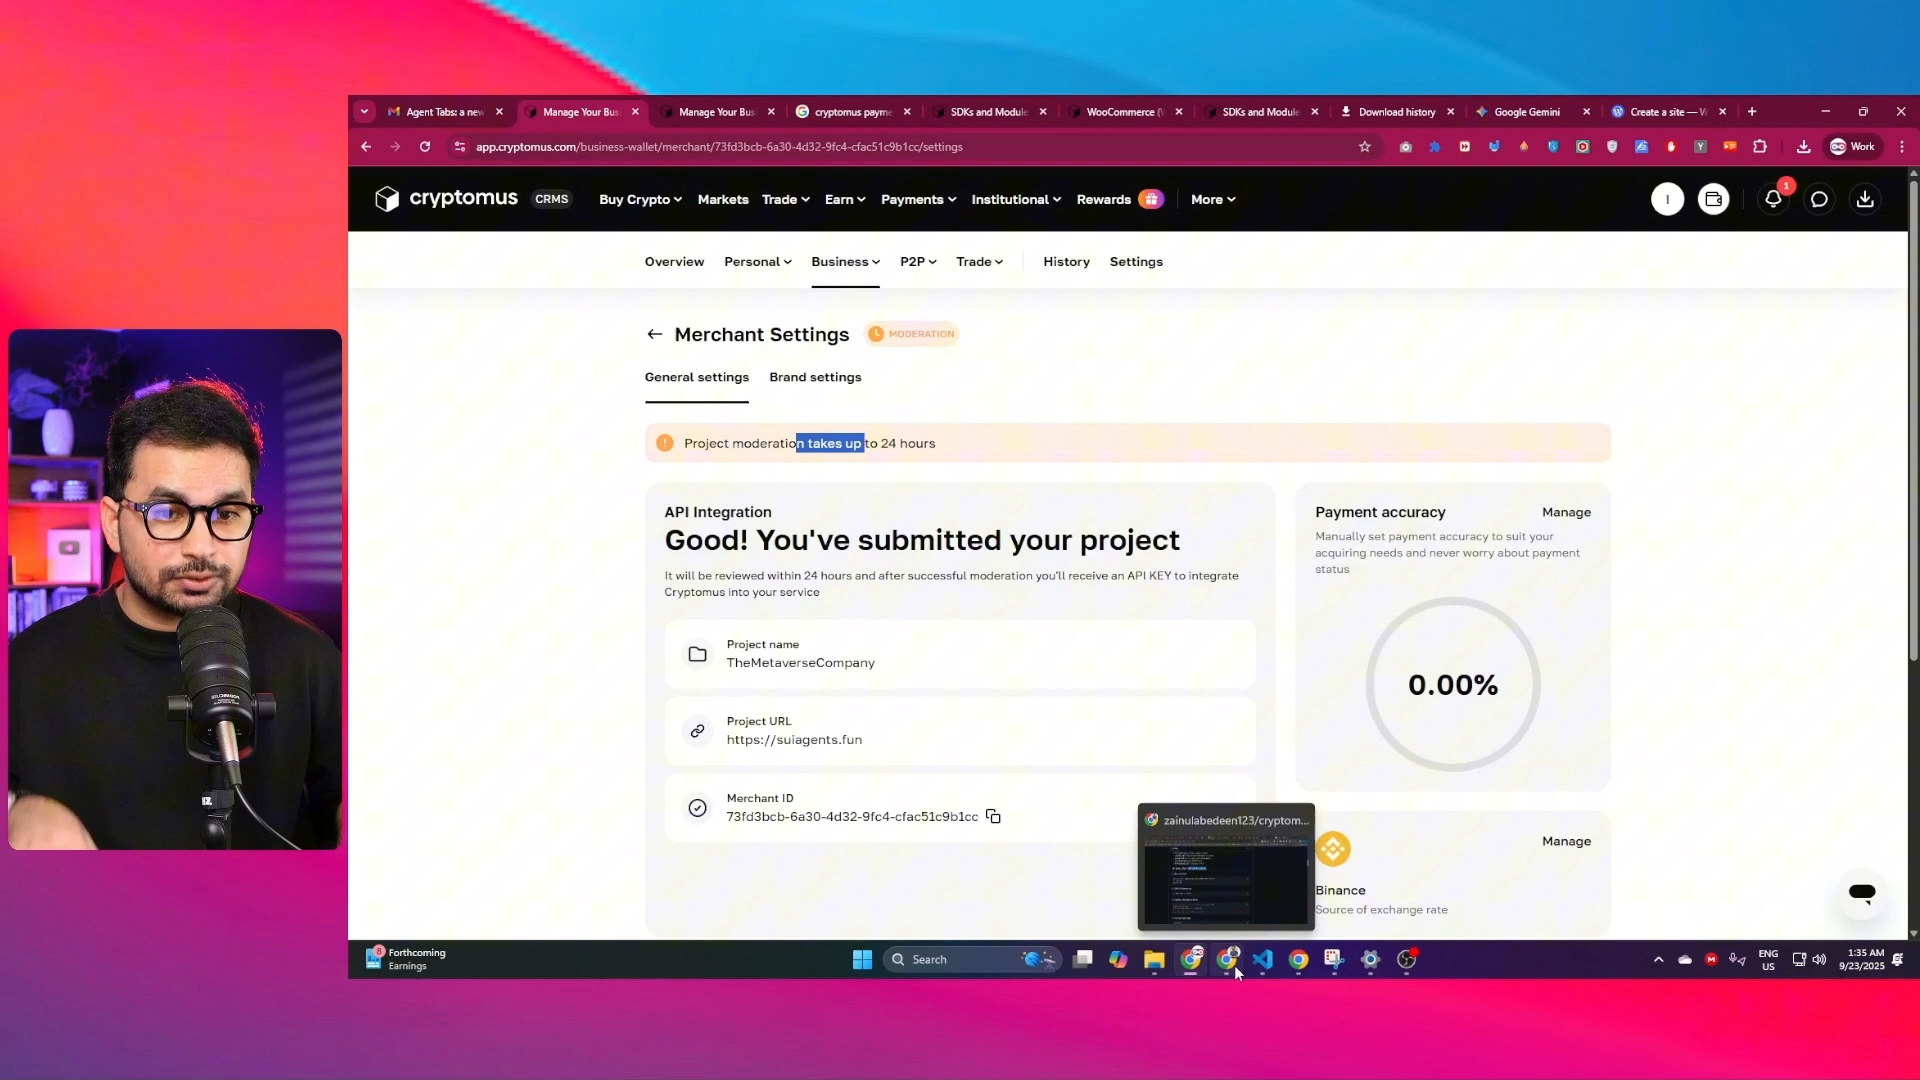 Agent Tabs: a new
Manage Your Bus
Manage Your Bus
cryptomus payme
SDKs and Module
WooCommerce (
SDKs and Module
Download history
Google Gemini
Create a site — W
app.cryptomus.com/business-wallet/merchant/73fd3bcb-6a30-4d32-9fc4-cfac51c9b1cc/settings
Work
cryptomus
CRMS
Buy Crypto
Markets
Trade
Earn
Payments
Institutional
Rewards
More
I
1
Overview
Personal
Business
P2P
Trade
History
Settings
Merchant Settings
MODERATION
General settings
Brand settings
Project moderation takes up to 24 hours
API Integration
Good! You've submitted your project
It will be reviewed within 24 hours and after successful moderation you'll receive an API KEY to integrate
Cryptomus into your service
Project name
TheMetaverseCompany
Project URL
https://suiagents.fun
Merchant ID
73fd3bcb-6a30-4d32-9fc4-cfac51c9b1cc
Payment accuracy
Manage
Manually set payment accuracy to suit your
acquiring needs and never worry about payment
status
0.00%
Manage
Binance
Source of exchange rate
zainulabedeen123/cryptom...
Forthcoming
Earnings
Search
ENG
US
1:35 AM
9/23/2025